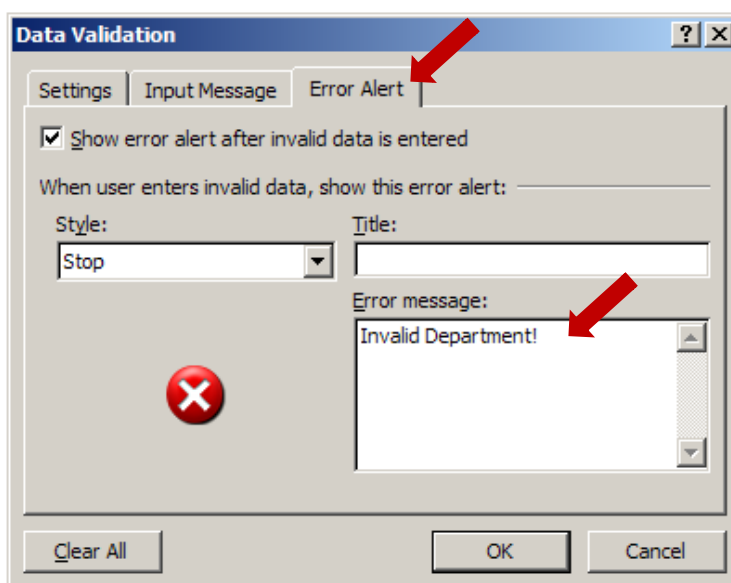 Data Validation
Settings Input Message Error Alert
Show error alert after invalid data is entered
When user enters invalid data, show this error alert:
Style: Title:
Stop
Error message:
Invalid Department!
Clear All OK Cancel